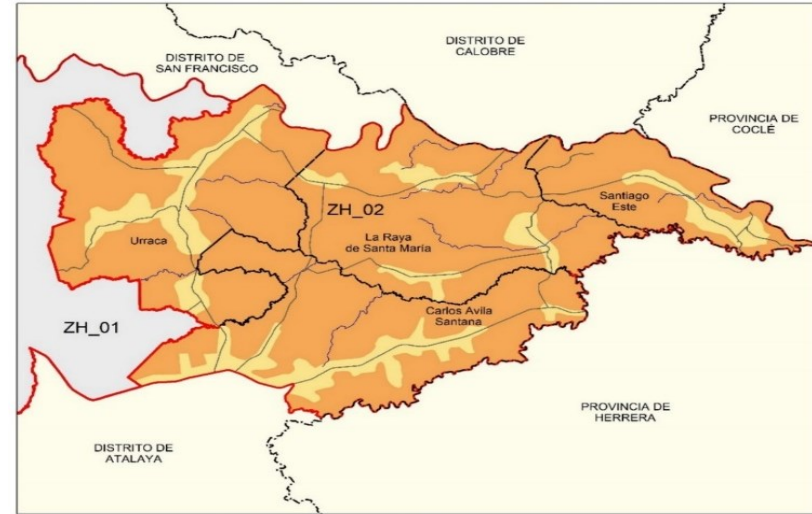 DISTRITO DE
CALOBRE
DISTRITO DE
SAN FRANCISCO
PROVINCIA DE
COCLÉ
Santiago
Este
ZH_02
Urraca
La Raya
de Santa María
Carlos Avila
Santana
ZH_01
PROVINCIA DE
HERRERA
DISTRITO DE
ATALAYA